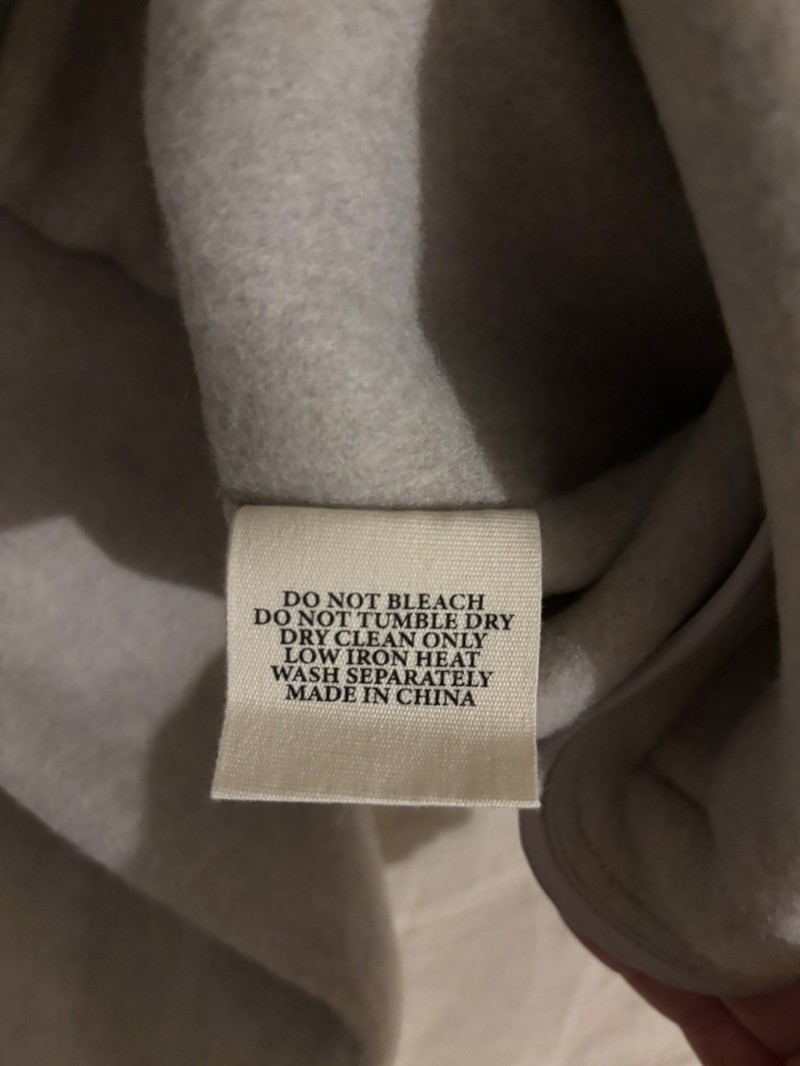 DO NOT BLEACH
DO NOT TUMBLE DRY
DRY CLEAN ONLY
LOW IRON HEAT
WASH SEPARATELY
MADE IN CHINA